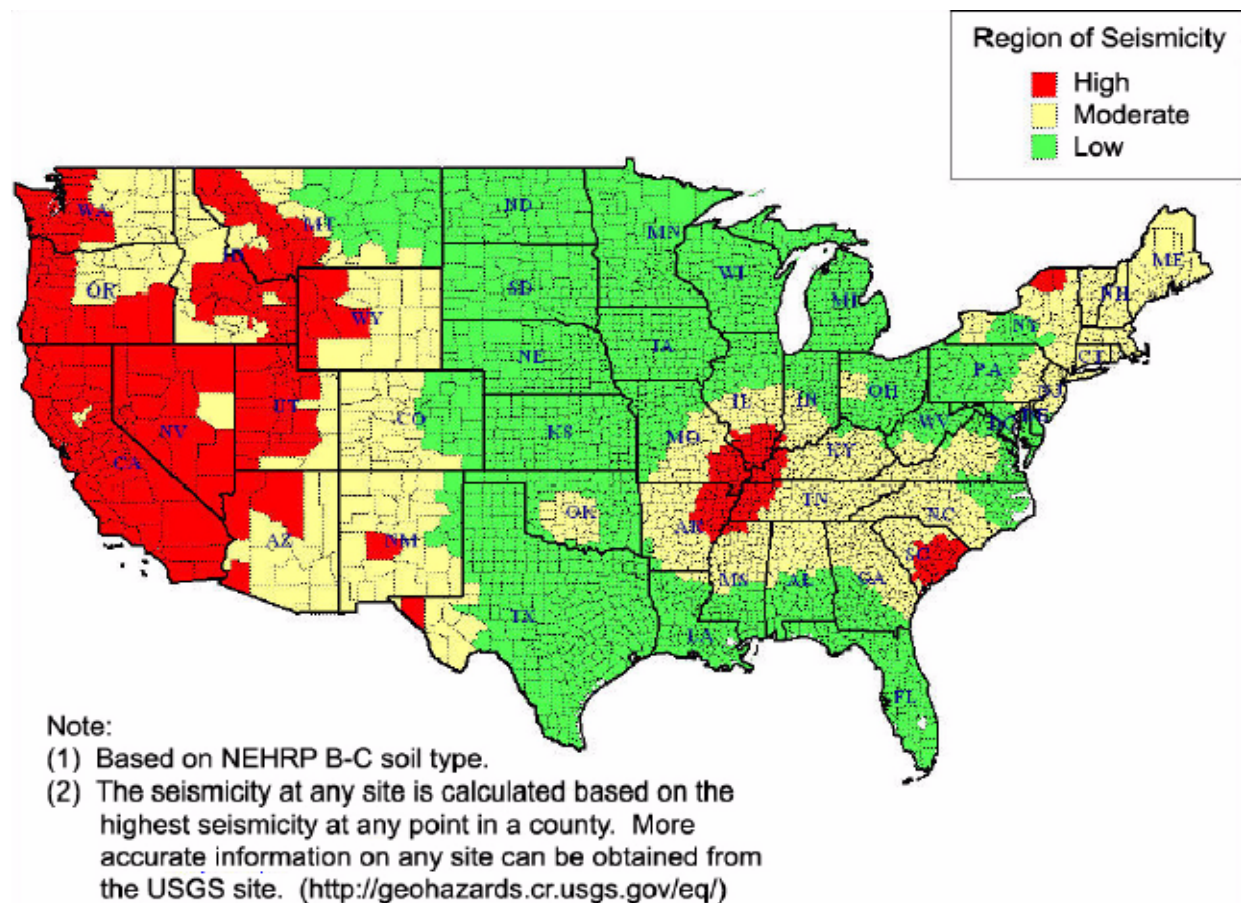 Region of Seismicity
High
Moderate
Low
WA
MT
ND
MN
ME
OR
ID
SD
WI
MI
NY
NH
WY
IA
PA
CT
NE
NJ
NV
UT
CO
KS
MO
IL
IN
OH
WV
DC
DE
CA
KY
AZ
NM
OK
AR
TN
NC
SC
TX
LA
MS
AL
GA
FL
Note:
(1) Based on NEHRP B-C soil type.
(2) The seismicity at any site is calculated based on the
highest seismicity at any point in a county. More
accurate information on any site can be obtained from
the USGS site. (http://geohazards.cr.usgs.gov/eq/)